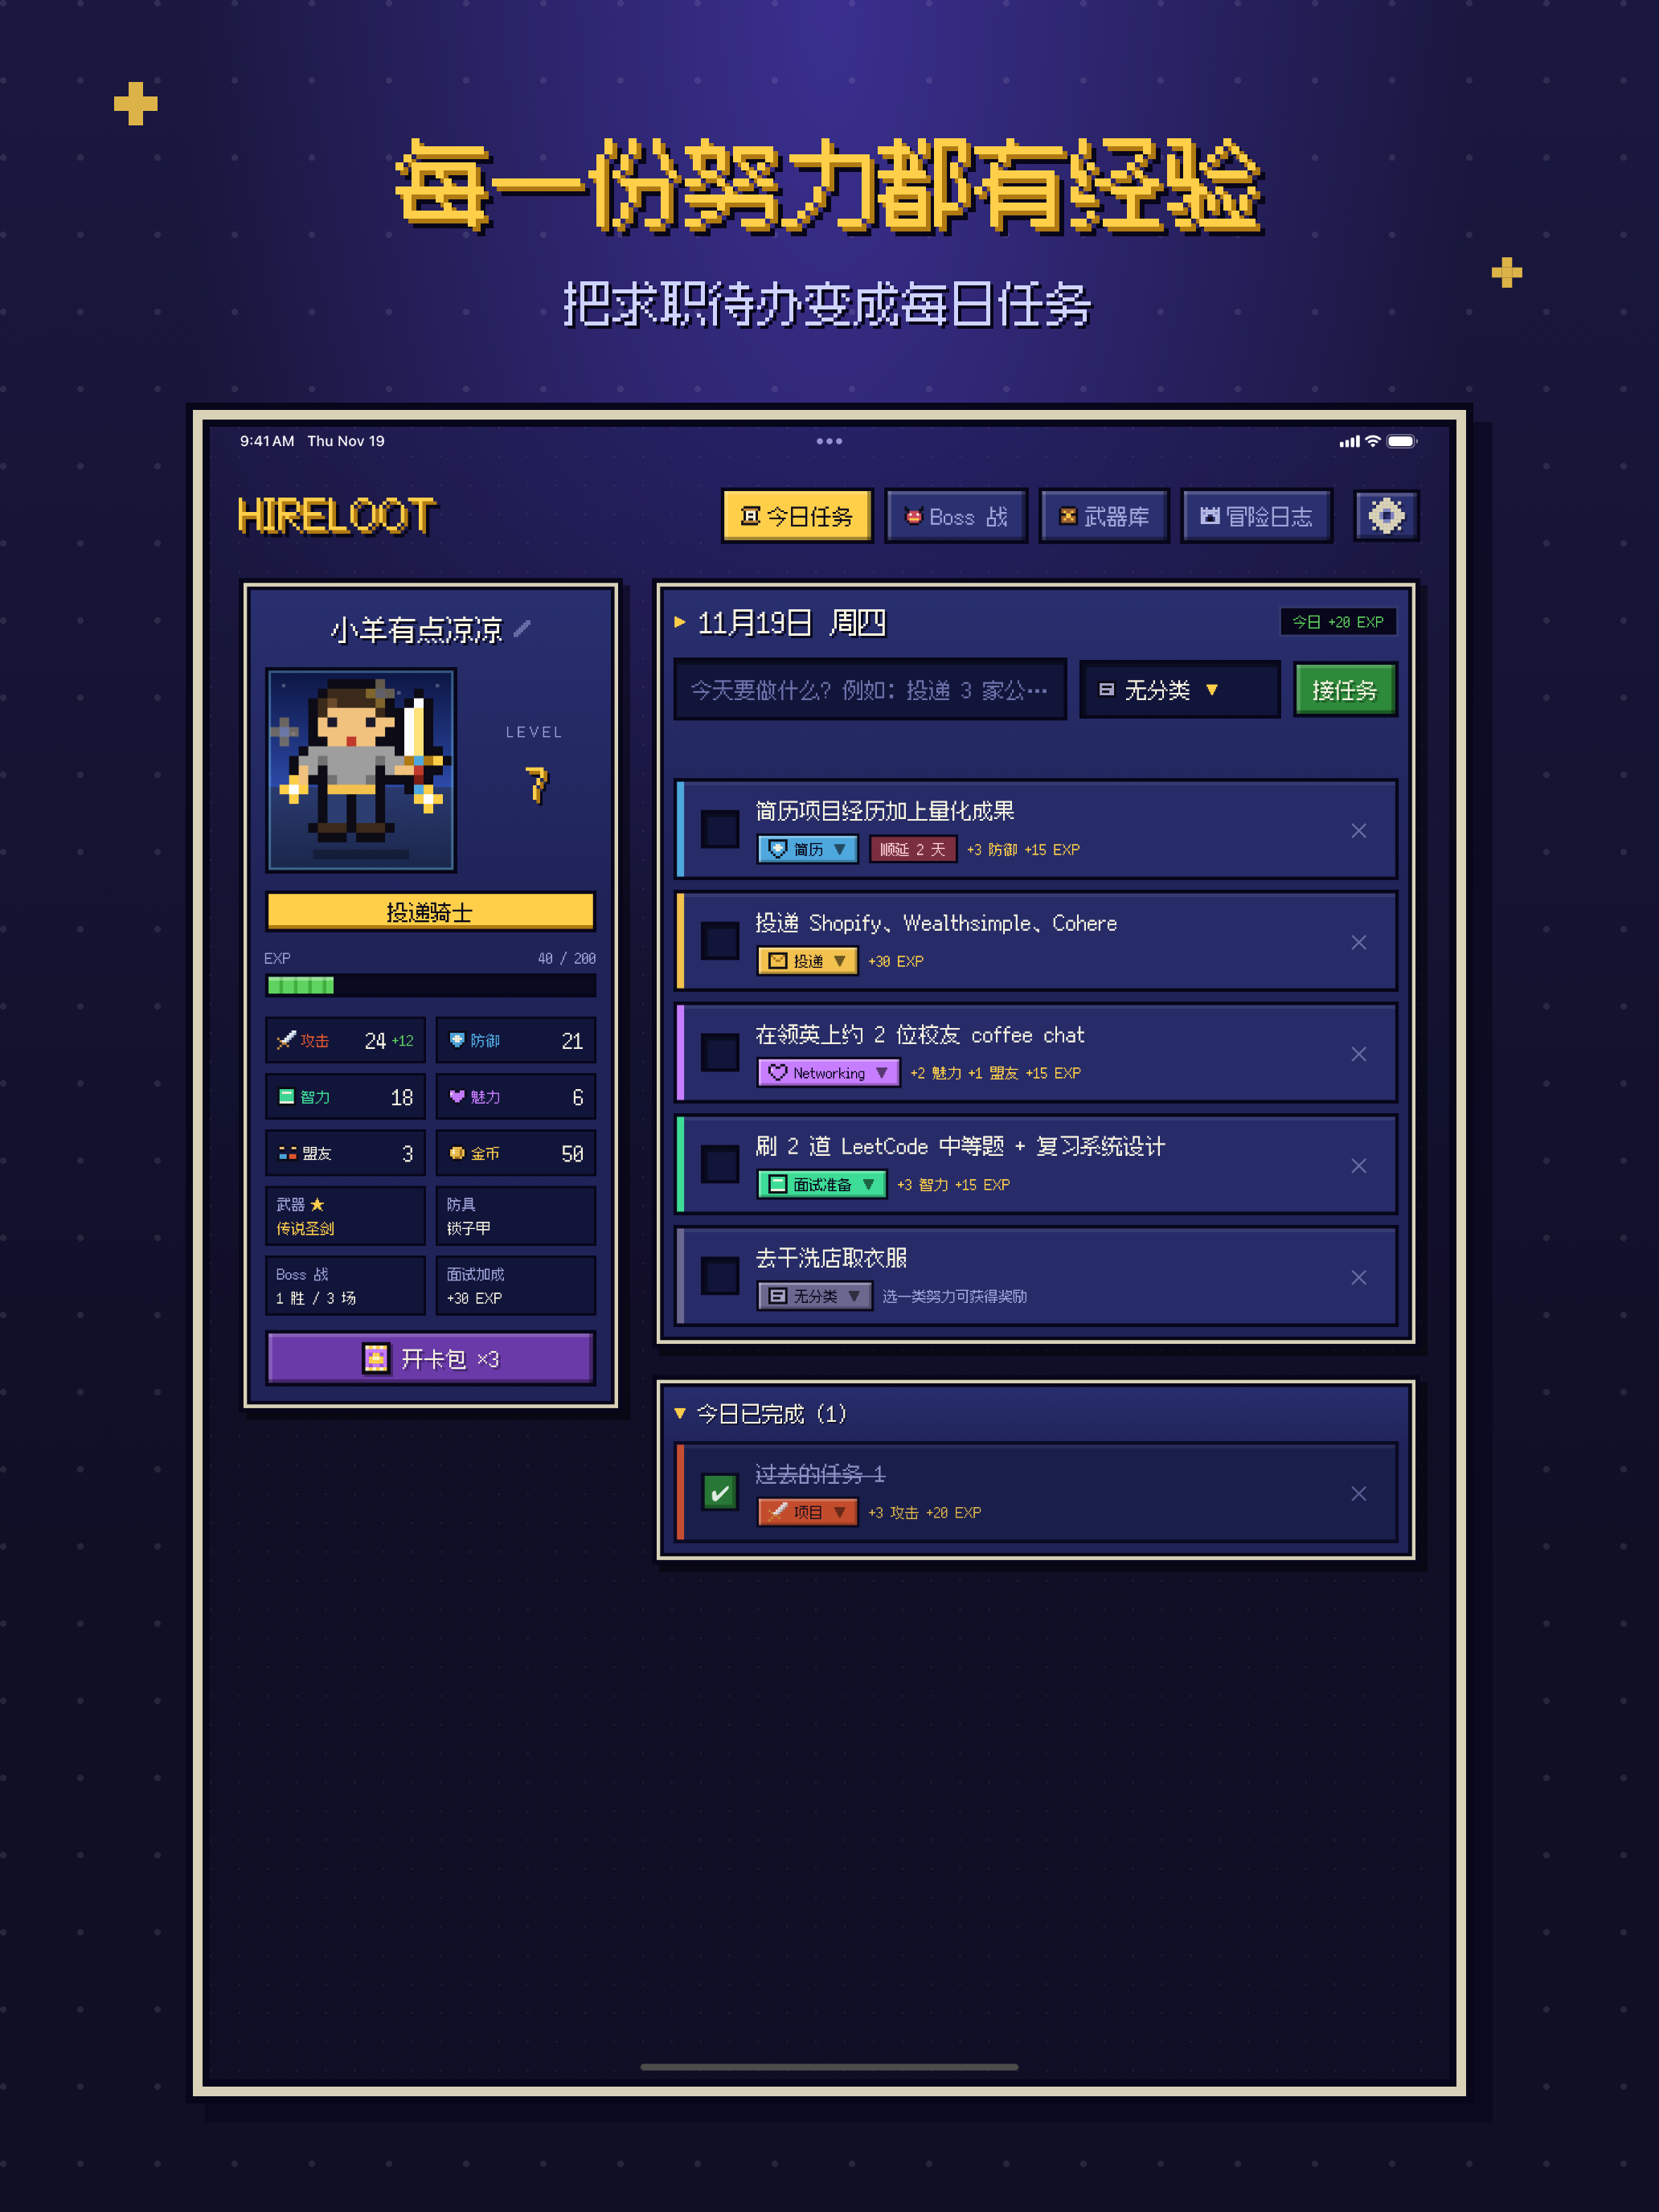 每一份努力都有经验
把求职待办变成每日任务
9:41 AM Thu Nov 19
HIRELOOT
今日任务 Boss 战 武器库 冒险日志
小羊有点凉凉
LEVEL
7
投递骑士
EXP 40 / 200
攻击 24 +12 防御 21
智力 18 魅力 6
盟友 3 金币 50
武器 ★ 防具
传说圣剑 锁子甲
Boss 战 面试加成
1 胜 / 3 场 +30 EXP
开卡包 ×3
▶ 11月19日 周四 今日 +20 EXP
今天要做什么? 例如: 投递 3 家公… 无分类 ▼ 接任务
简历项目经历加上量化成果
简历 ▼ 顺延 2 天 +3 防御 +15 EXP
投递 Shopify、Wealthsimple、Cohere
投递 ▼ +30 EXP
在领英上约 2 位校友 coffee chat
Networking ▼ +2 魅力 +1 盟友 +15 EXP
刷 2 道 LeetCode 中等题 + 复习系统设计
面试准备 ▼ +3 智力 +15 EXP
去干洗店取衣服
无分类 ▼ 选一类努力可获得奖励
▼ 今日已完成 (1)
过去的任务 1
项目 ▼ +3 攻击 +20 EXP